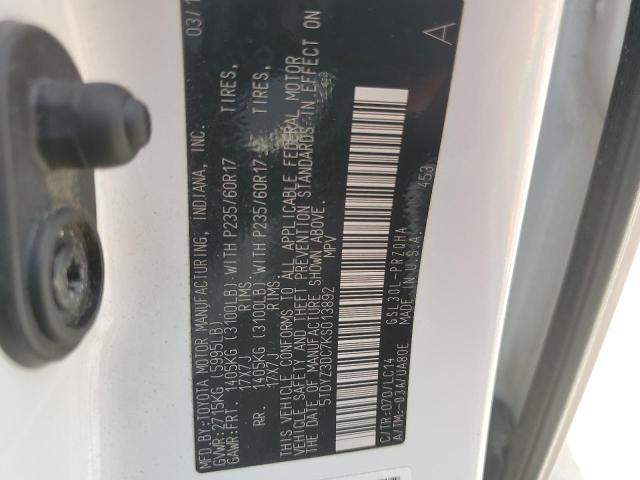 MFD.BY:TOYOTA MOTOR MANUFACTURING, INDIANA, INC. 03/1
GVWR:2715KG (5995LB)
GAWR:FRT. 1405KG (3100LB) WITH P235/60R17 TIRES,
17X7J RIMS.
RR. 1405KG (3100LB) WITH P235/60R17 TIRES,
17X7J RIMS.
THIS VEHICLE CONFORMS TO ALL APPLICABLE FEDERAL MOTOR
VEHICLE SAFETY AND THEFT PREVENTION STANDARDS IN EFFECT ON
THE DATE OF MANUFACTURE SHOWN ABOVE.
5TDYZ3DC7KS013892 MPV
453
C/TR:070/LC14 GSL30L-PRZQHA A
A/TM:-03A/UA80E MADE IN U.S.A.